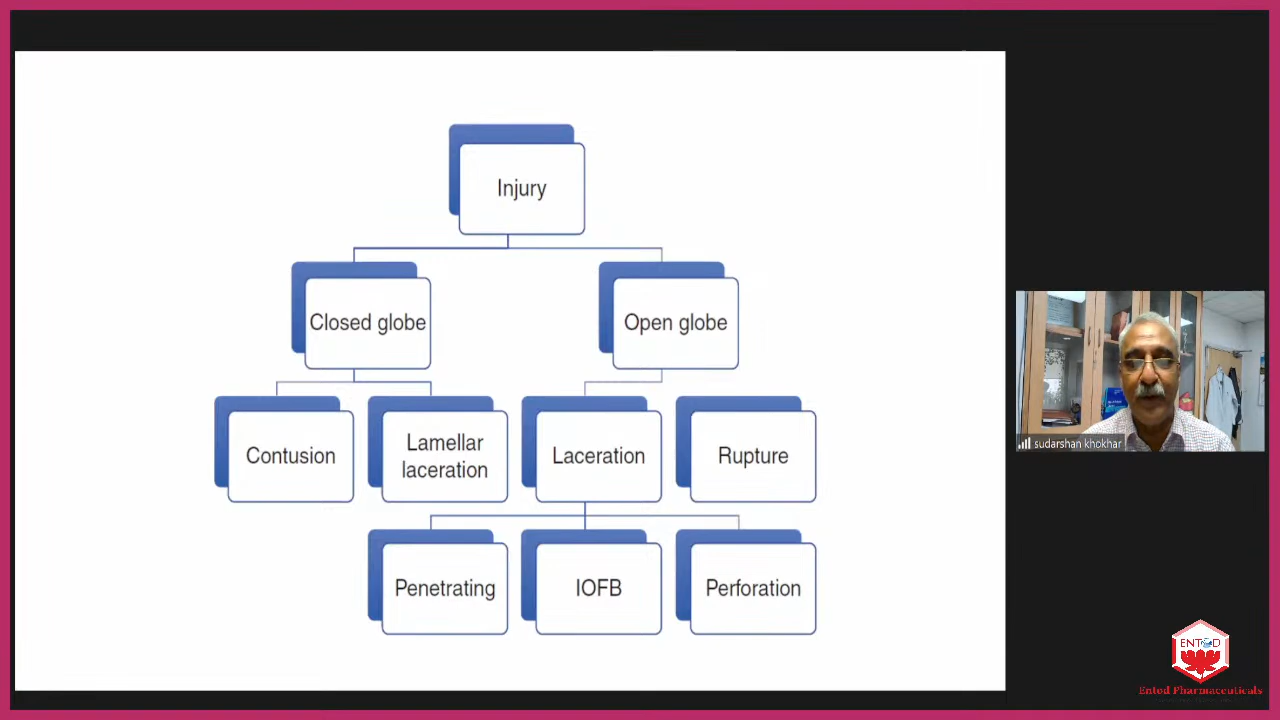 Injury
Closed globe
Open globe
Contusion
Lamellar
laceration
Laceration
Rupture
Penetrating
IOFB
Perforation
sudarshan khokhar
ENTOD
Entod Pharmaceuticals